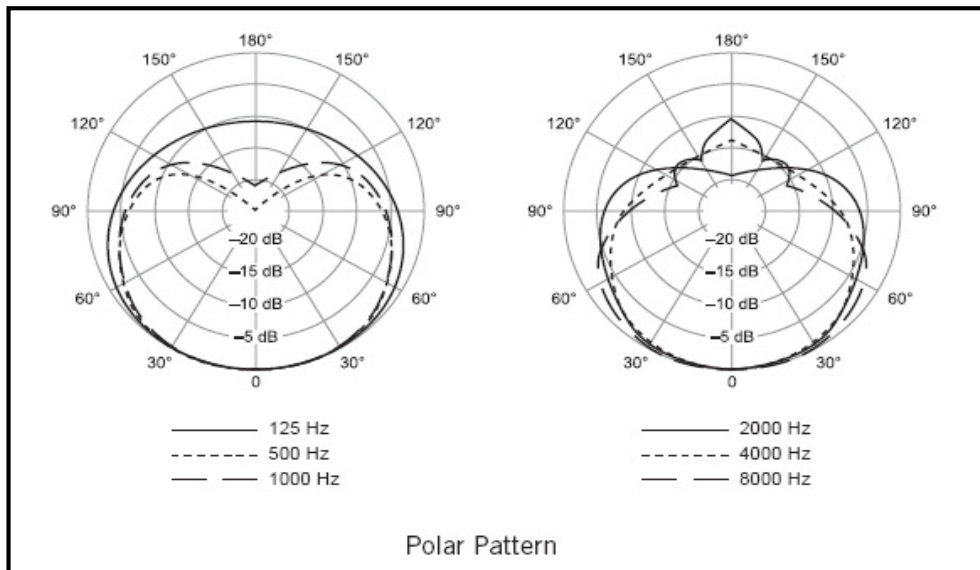 180° 180°
150° 150° 150° 150°
120° 120° 120° 120°
90° 90° 90° 90°
–20 dB –20 dB
–15 dB –15 dB
60° 60° 60° 60°
–10 dB –10 dB
–5 dB –5 dB
30° 30° 30° 30°
0 0
125 Hz 2000 Hz
500 Hz 4000 Hz
1000 Hz 8000 Hz
Polar Pattern